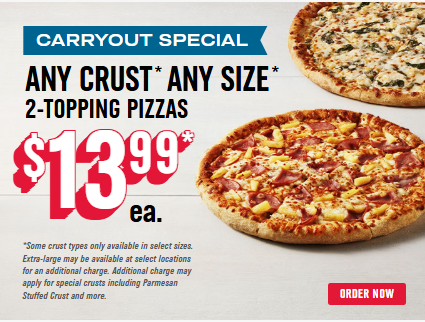 CARRYOUT SPECIAL
ANY CRUST* ANY SIZE*
2-TOPPING PIZZAS
$13.99*
ea.
*Some crust types only available in select sizes.
Extra-large may be available at select locations
for an additional charge. Additional charge may
apply for special crusts including Parmesan
Stuffed Crust and more.
ORDER NOW